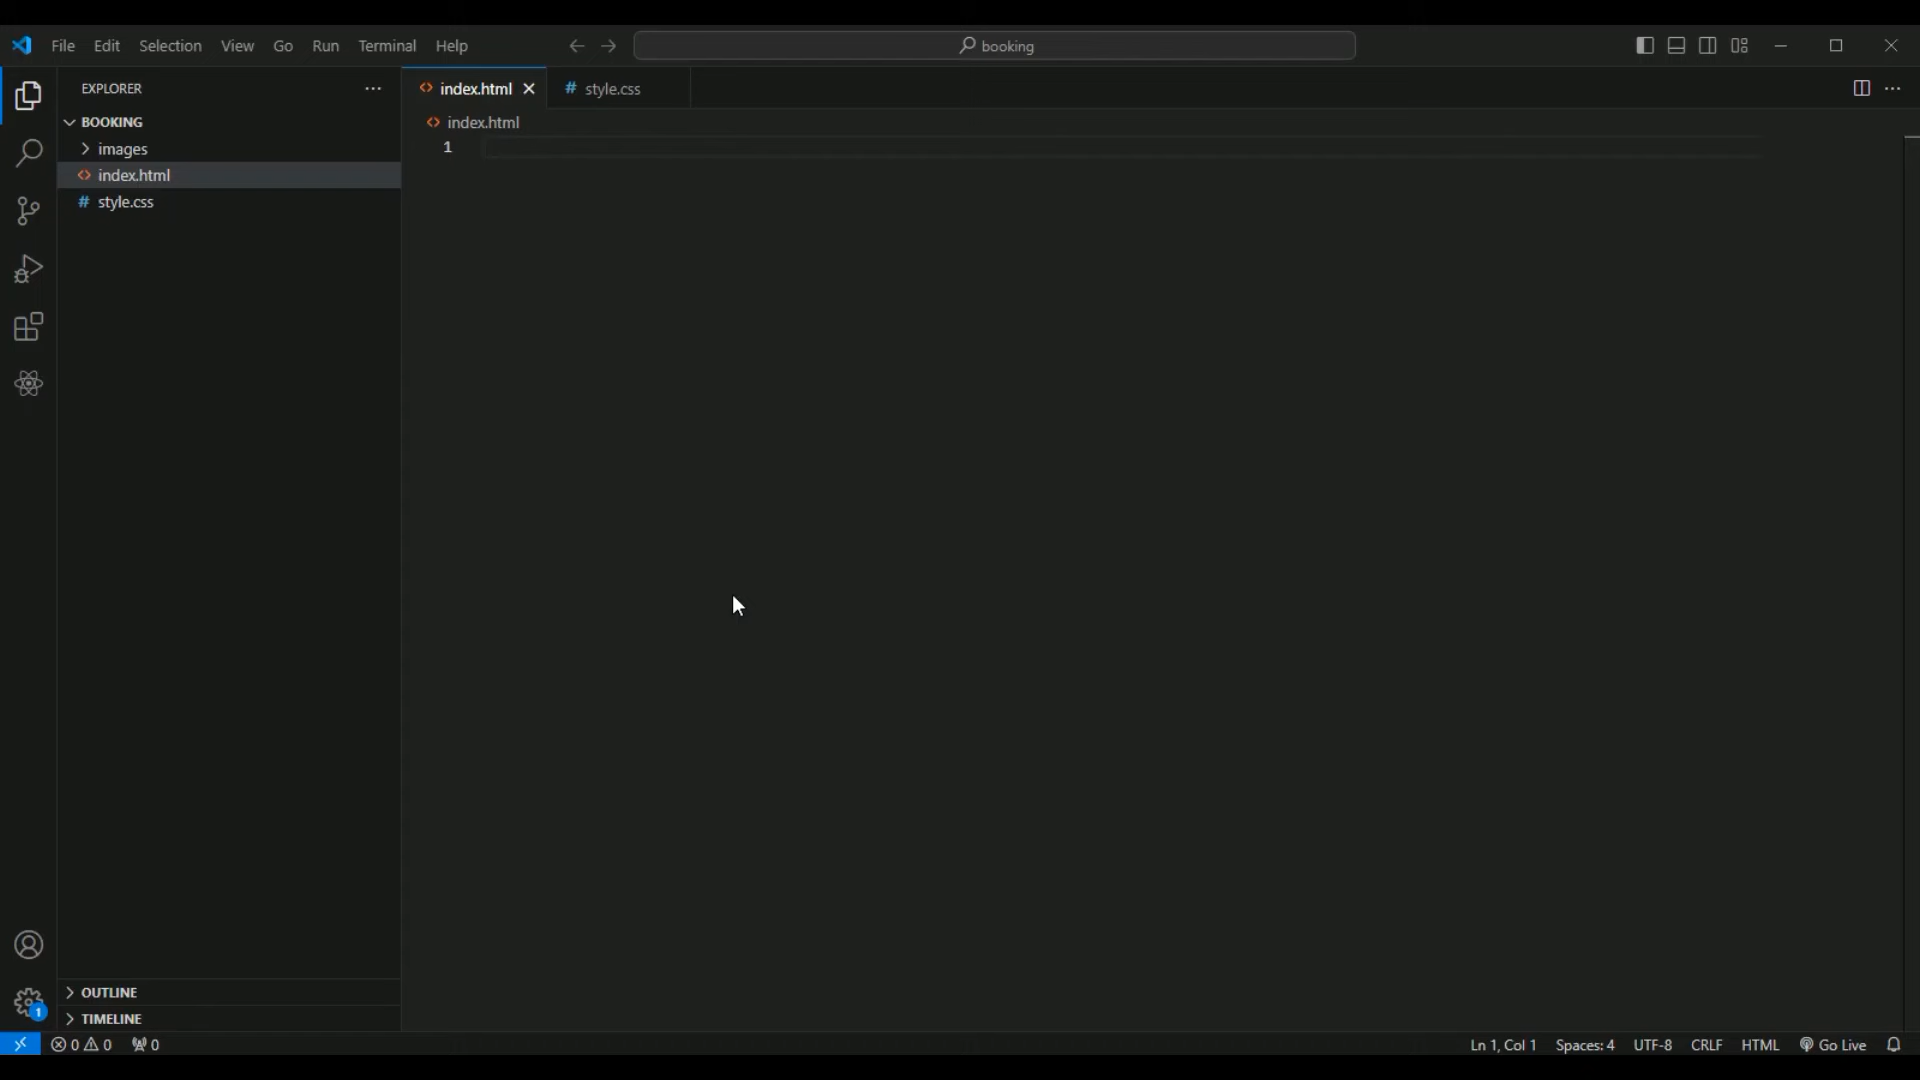 File Edit Selection View Go Run Terminal Help booking
EXPLORER index.html style.css
BOOKING index.html
images 1
index.html
style.css
OUTLINE
TIMELINE
1
0 0 0 Ln 1, Col 1 Spaces: 4 UTF-8 CRLF HTML Go Live